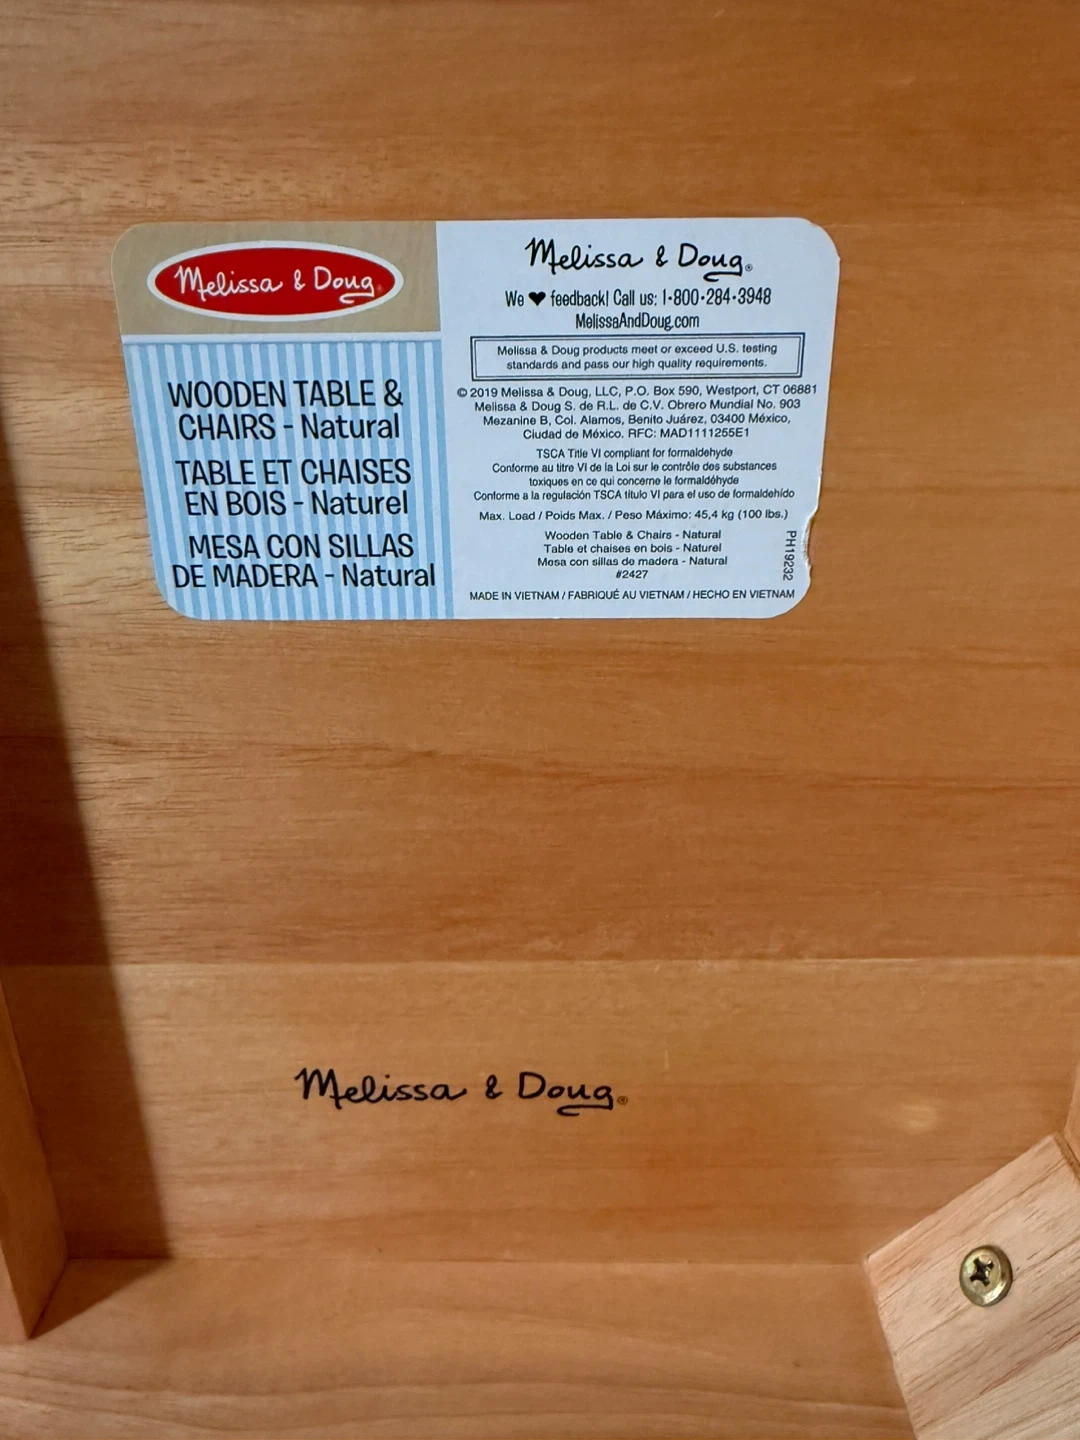 Melissa & Doug
WOODEN TABLE &
CHAIRS - Natural
TABLE ET CHAISES
EN BOIS - Naturel
MESA CON SILLAS
DE MADERA - Natural
Melissa & Doug®
We ♥ feedback! Call us: 1-800-284-3948
MelissaAndDoug.com
Melissa & Doug products meet or exceed U.S. testing
standards and pass our high quality requirements.
© 2019 Melissa & Doug, LLC, P.O. Box 590, Westport, CT 06881
Melissa & Doug S. de R.L. de C.V. Obrero Mundial No. 903
Mezanine B, Col. Alamos, Benito Juárez, 03400 México,
Ciudad de México. RFC: MAD1111255E1
TSCA Title VI compliant for formaldehyde
Conforme au titre VI de la Loi sur le contrôle des substances
toxiques en ce qui concerne le formaldéhyde
Conforme a la regulación TSCA título VI para el uso de formaldehído
Max. Load / Poids Max. / Peso Máximo: 45,4 kg (100 lbs.)
Wooden Table & Chairs - Natural
Table et chaises en bois - Naturel
Mesa con sillas de madera - Natural
#2427
PH19232
MADE IN VIETNAM / FABRIQUÉ AU VIETNAM / HECHO EN VIETNAM
Melissa & Doug®